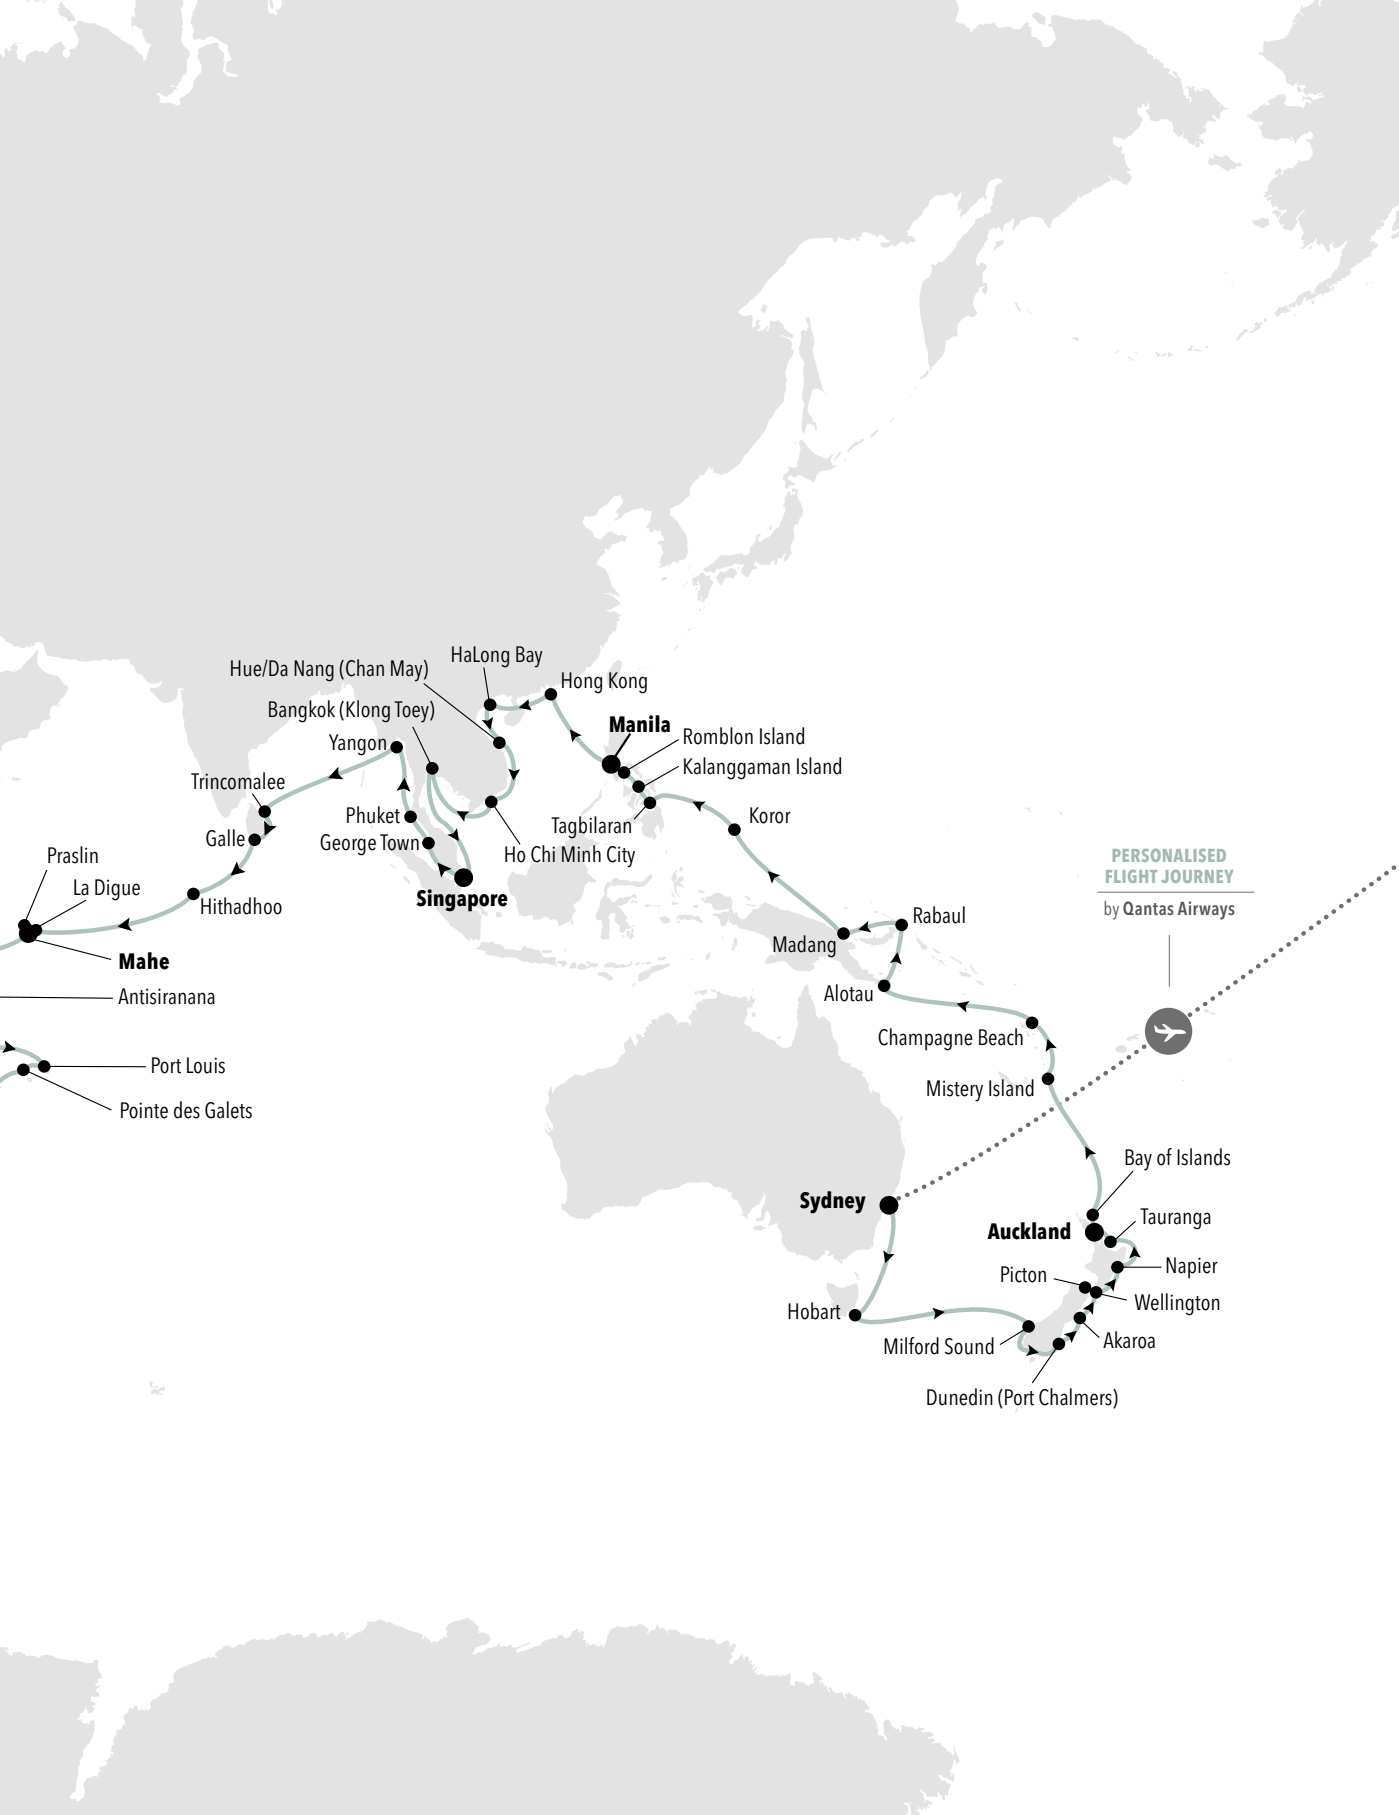 HaLong Bay
Hue/Da Nang (Chan May)
Hong Kong
Bangkok (Klong Toey)
Manila
Romblon Island
Yangon
Kalanggaman Island
Trincomalee
Phuket
Koror
Tagbilaran
Galle
George Town
Ho Chi Minh City
Praslin
PERSONALISED
FLIGHT JOURNEY
by Qantas Airways
La Digue
Singapore
Hithadhoo
Rabaul
Madang
Mahe
Alotau
Antisiranana
Champagne Beach
Port Louis
Mistery Island
Pointe des Galets
Bay of Islands
Sydney
Tauranga
Auckland
Napier
Picton
Wellington
Hobart
Akaroa
Milford Sound
Dunedin (Port Chalmers)